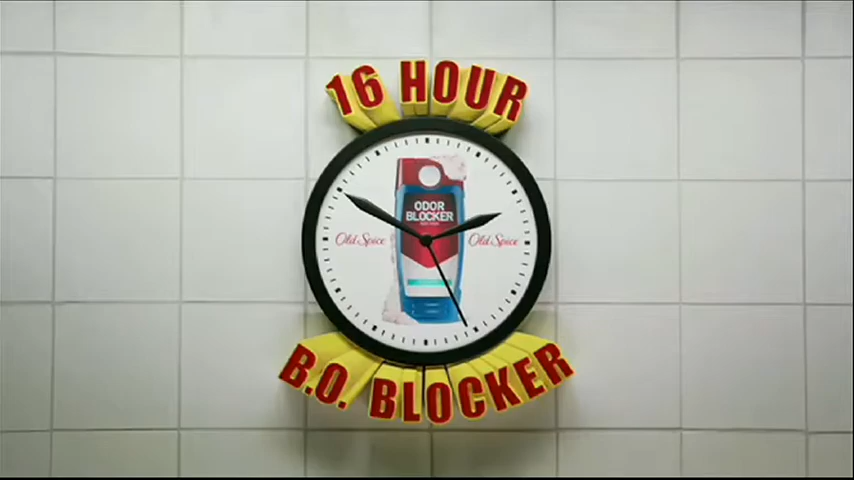 16 HOUR
ODOR
BLOCKER
Old Spice
Old Spice
B.O. BLOCKER